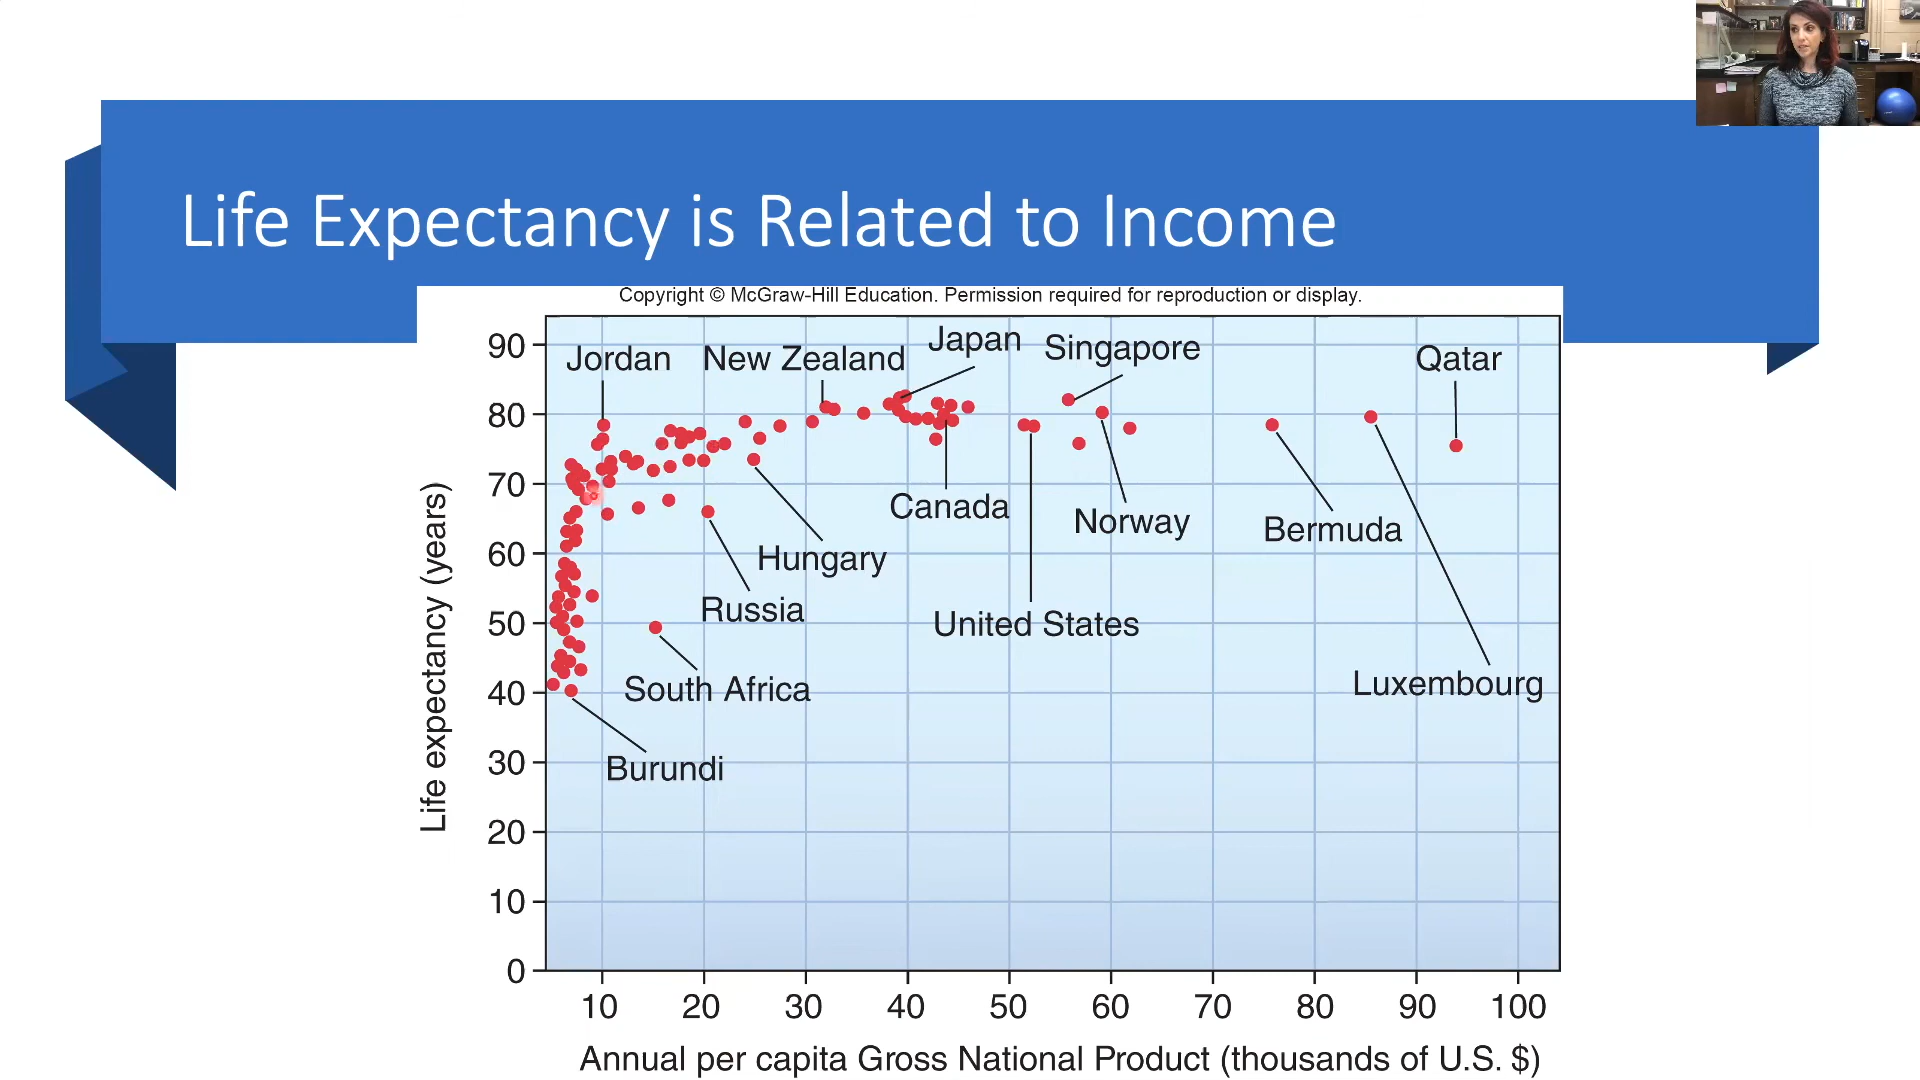 Life Expectancy is Related to Income
Copyright © McGraw-Hill Education. Permission required for reproduction or display.
Life expectancy (years)
90
80
70
60
50
40
30
20
10
0
Jordan
New Zealand
Japan
Singapore
Qatar
Canada
Norway
Bermuda
Hungary
Russia
United States
South Africa
Luxembourg
Burundi
10 20 30 40 50 60 70 80 90 100
Annual per capita Gross National Product (thousands of U.S. $)